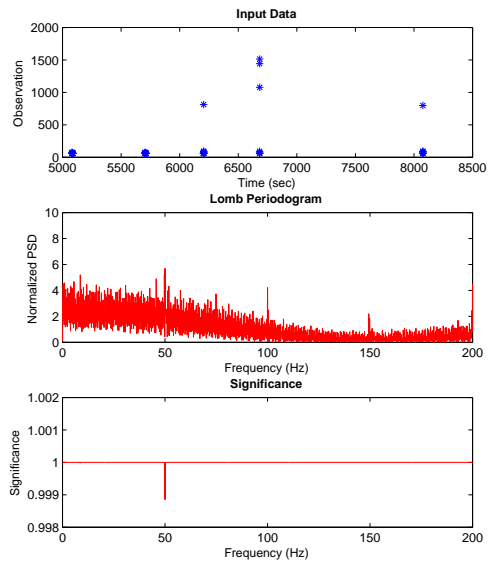 Input Data
2000
1500
1000
500
0
Observation
5000 5500 6000 6500 7000 7500 8000 8500
Time (sec)
Lomb Periodogram
10
8
6
4
2
0
Normalized PSD
0 50 100 150 200
Frequency (Hz)
Significance
1.002
1.001
1
0.999
0.998
Significance
0 50 100 150 200
Frequency (Hz)